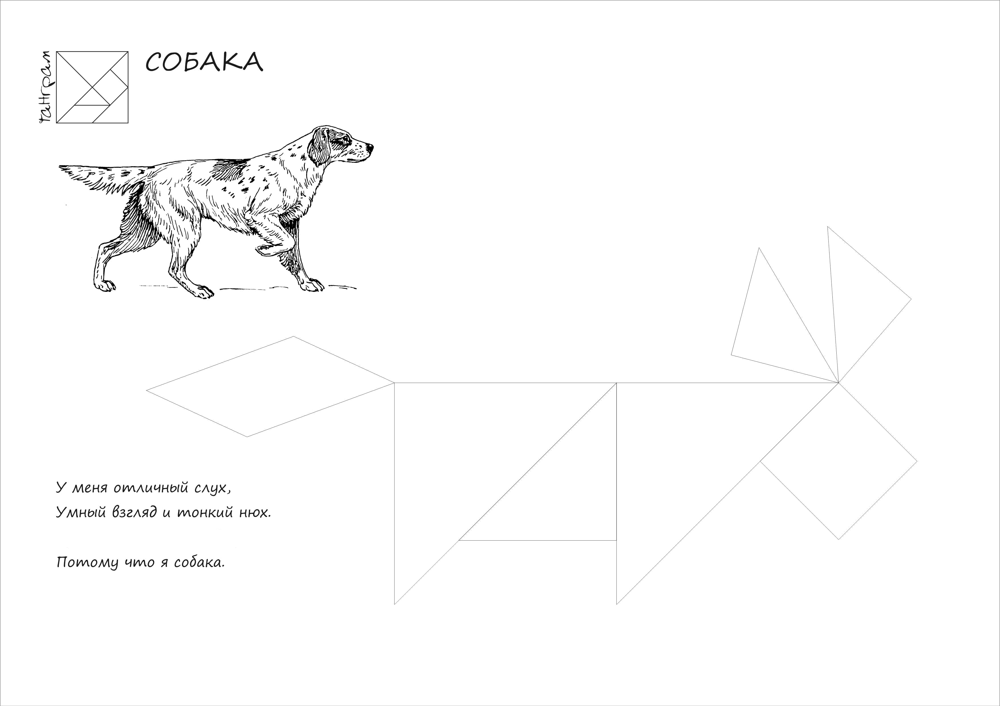 танграм
СОБАКА
У меня отличный слух,
Умный взгляд и тонкий нюх.
Потому что я собака.